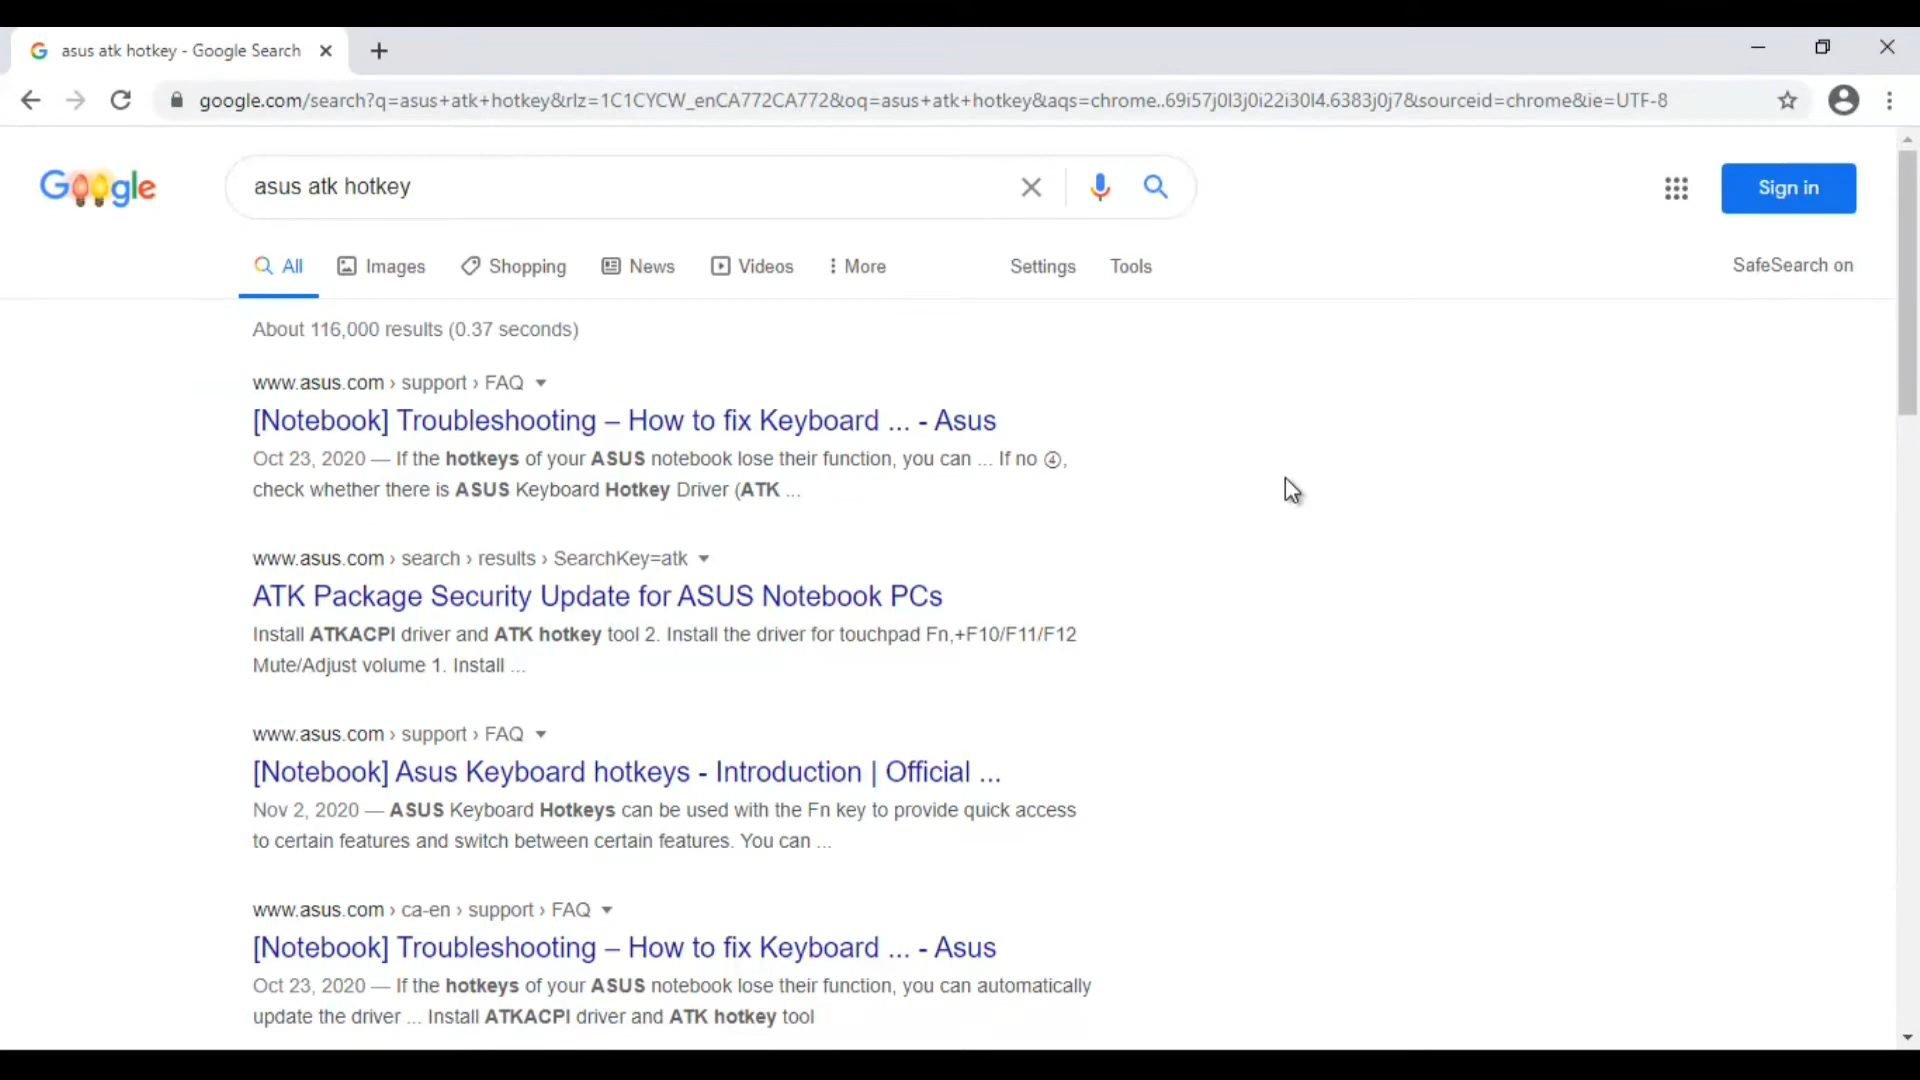 asus atk hotkey - Google Search
google.com/search?q=asus+atk+hotkey&rlz=1C1CYCW_enCA772CA772&oq=asus+atk+hotkey&aqs=chrome..69i57j0l3j0i22i30l4.6383j0j7&sourceid=chrome&ie=UTF-8
Google
asus atk hotkey
Sign in
All
Images
Shopping
News
Videos
More
Settings
Tools
SafeSearch on
About 116,000 results (0.37 seconds)
www.asus.com › support › FAQ
[Notebook] Troubleshooting – How to fix Keyboard ... - Asus
Oct 23, 2020 — If the hotkeys of your ASUS notebook lose their function, you can ... If no ④,
check whether there is ASUS Keyboard Hotkey Driver (ATK ...
www.asus.com › search › results › SearchKey=atk
ATK Package Security Update for ASUS Notebook PCs
Install ATKACPI driver and ATK hotkey tool 2. Install the driver for touchpad Fn,+F10/F11/F12
Mute/Adjust volume 1. Install ...
www.asus.com › support › FAQ
[Notebook] Asus Keyboard hotkeys - Introduction | Official ...
Nov 2, 2020 — ASUS Keyboard Hotkeys can be used with the Fn key to provide quick access
to certain features and switch between certain features. You can ...
www.asus.com › ca-en › support › FAQ
[Notebook] Troubleshooting – How to fix Keyboard ... - Asus
Oct 23, 2020 — If the hotkeys of your ASUS notebook lose their function, you can automatically
update the driver ... Install ATKACPI driver and ATK hotkey tool